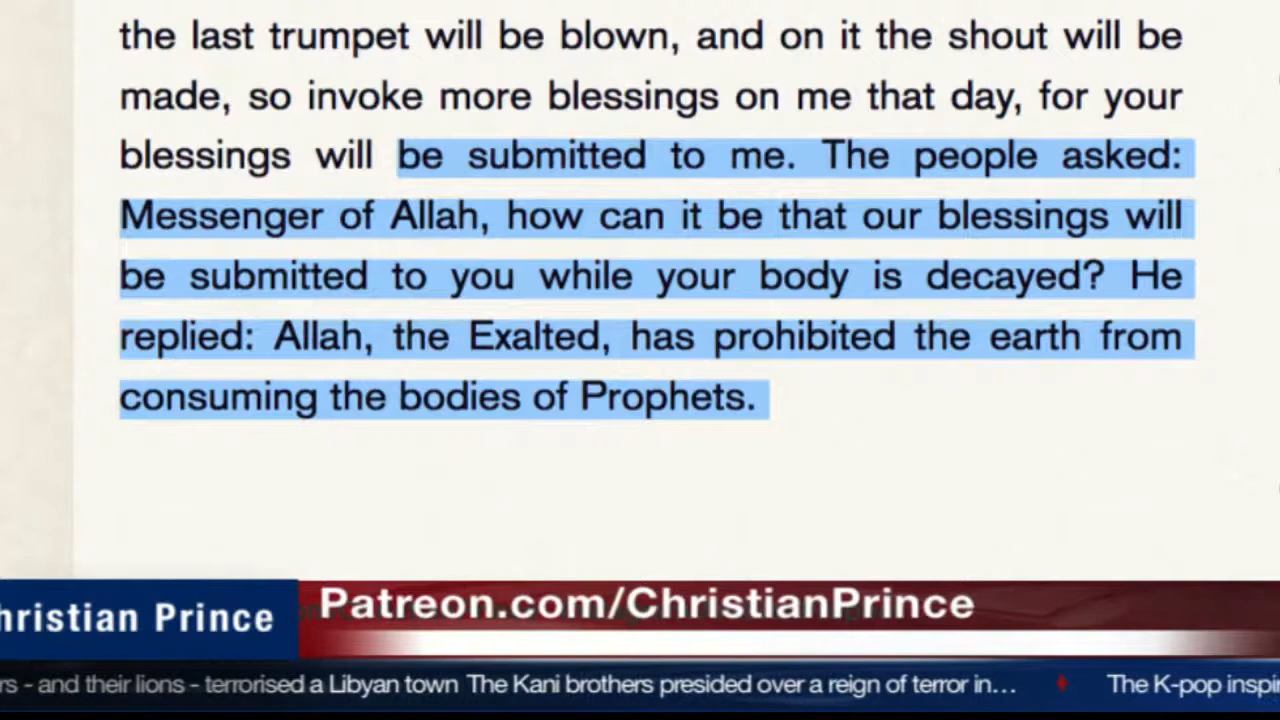 the last trumpet will be blown, and on it the shout will be
made, so invoke more blessings on me that day, for your
blessings will be submitted to me. The people asked:
Messenger of Allah, how can it be that our blessings will
be submitted to you while your body is decayed? He
replied: Allah, the Exalted, has prohibited the earth from
consuming the bodies of Prophets.
hristian Prince
Patreon.com/ChristianPrince
rs - and their lions - terrorised a Libyan town The Kani brothers presided over a reign of terror in... The K-pop inspi